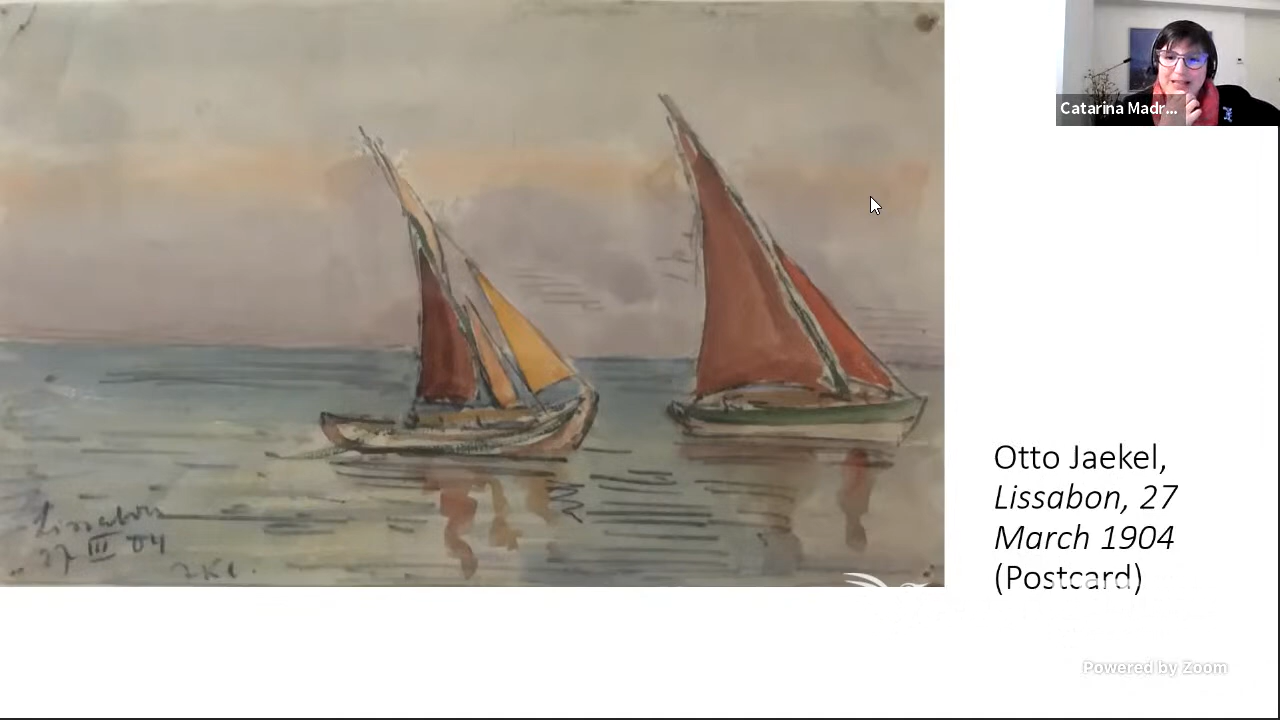 Catarina Madr...
Otto Jaekel,
Lissabon, 27
March 1904
(Postcard)
Lissabon
27 III 04
Powered by Zoom